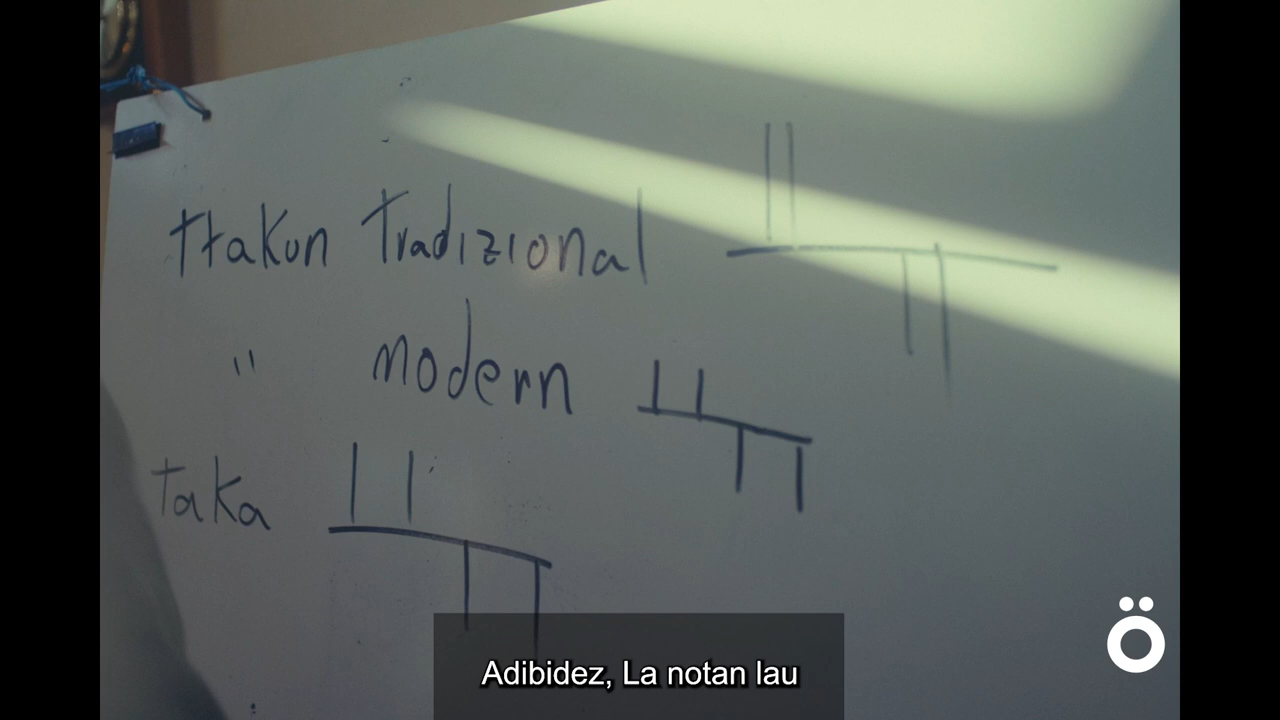 ttakun tradizional
" modern
taka
Adibidez, La notan lau
Ö